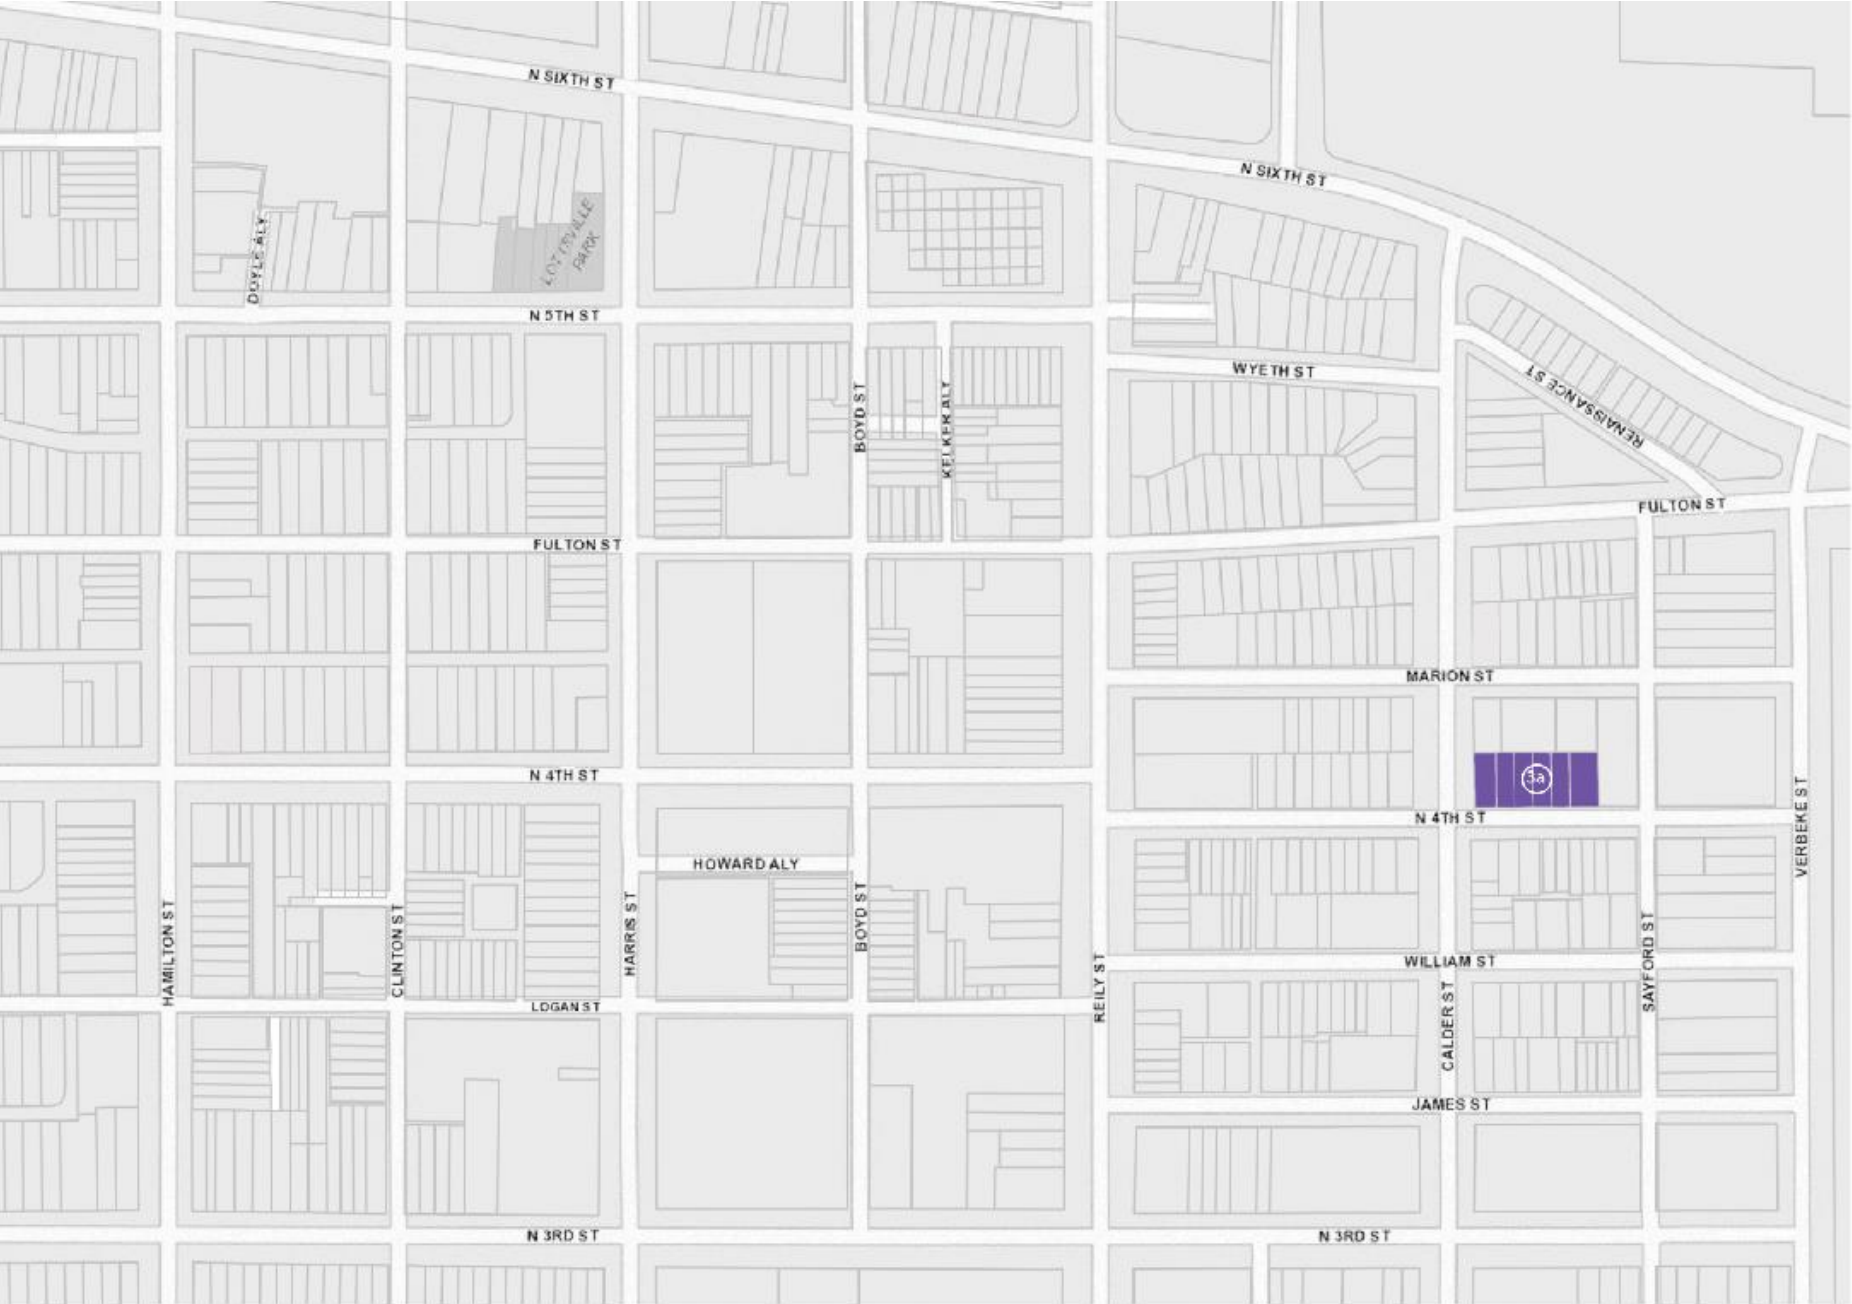 N SIXTH ST
N SIXTH ST
DOYLE ALY
LOTTSVILLE
PARK
N 5TH ST
WYETH ST
RENAISSANCE ST
BOYD ST
KELKER ALY
FULTON ST
FULTON ST
MARION ST
N 4TH ST
3a
N 4TH ST
VERBEKE ST
HOWARD ALY
HAMILTON ST
CLINTON ST
HARRIS ST
BOYD ST
REILY ST
WILLIAM ST
CALDER ST
SAYFORD ST
LOGAN ST
JAMES ST
N 3RD ST
N 3RD ST